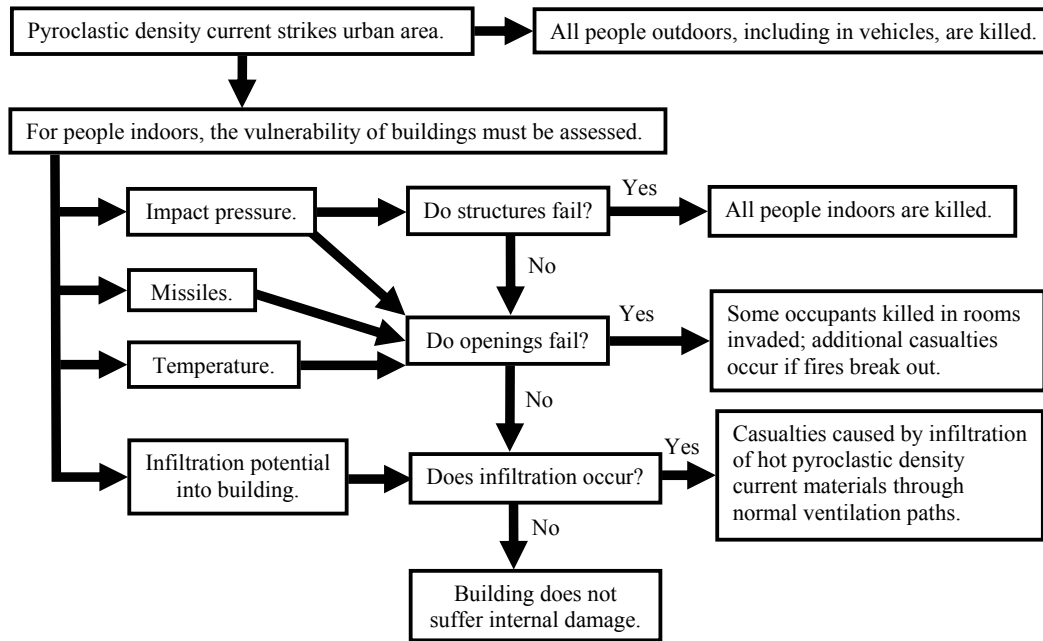 Pyroclastic density current strikes urban area.
All people outdoors, including in vehicles, are killed.
For people indoors, the vulnerability of buildings must be assessed.
Impact pressure.
Do structures fail?
Yes
All people indoors are killed.
No
Missiles.
Do openings fail?
Yes
Some occupants killed in rooms
invaded; additional casualties
occur if fires break out.
Temperature.
No
Infiltration potential
into building.
Does infiltration occur?
Yes
Casualties caused by infiltration
of hot pyroclastic density
current materials through
normal ventilation paths.
No
Building does not
suffer internal damage.